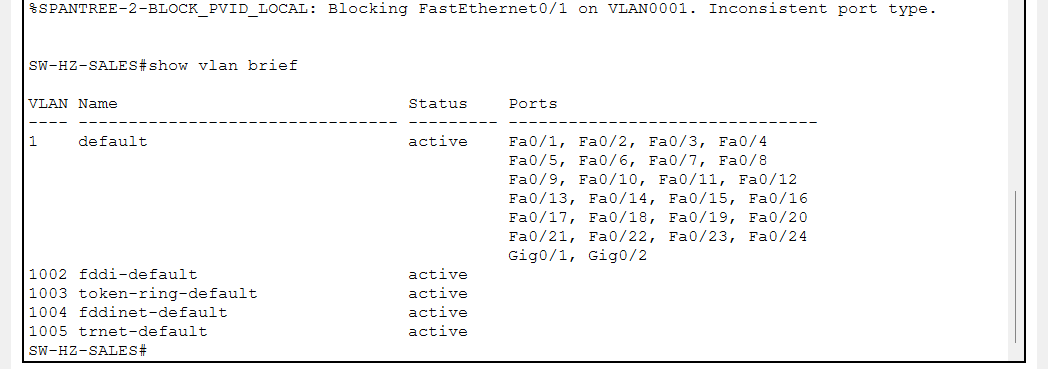 %SPANTREE-2-BLOCK_PVID_LOCAL: Blocking FastEthernet0/1 on VLAN0001. Inconsistent port type.
SW-HZ-SALES#show vlan brief
VLAN Name                             Status    Ports
---- -------------------------------- --------- -------------------------------
1    default                          active    Fa0/1, Fa0/2, Fa0/3, Fa0/4
                                                Fa0/5, Fa0/6, Fa0/7, Fa0/8
                                                Fa0/9, Fa0/10, Fa0/11, Fa0/12
                                                Fa0/13, Fa0/14, Fa0/15, Fa0/16
                                                Fa0/17, Fa0/18, Fa0/19, Fa0/20
                                                Fa0/21, Fa0/22, Fa0/23, Fa0/24
                                                Gig0/1, Gig0/2
1002 fddi-default                     active
1003 token-ring-default               active
1004 fddinet-default                  active
1005 trnet-default                    active
SW-HZ-SALES#